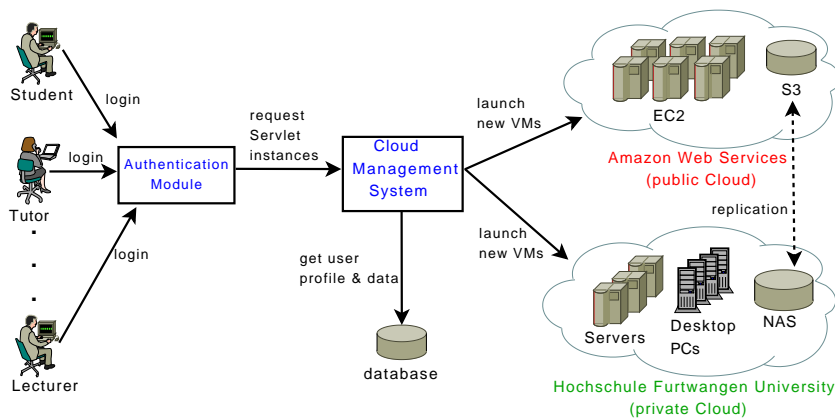 Student
login
Tutor
login
Lecturer
login
Authentication
Module
request
Servlet
instances
Cloud
Management
System
get user
profile & data
database
launch
new VMs
EC2
S3
Amazon Web Services
(public Cloud)
replication
launch
new VMs
Servers
Desktop
PCs
NAS
Hochschule Furtwangen University
(private Cloud)